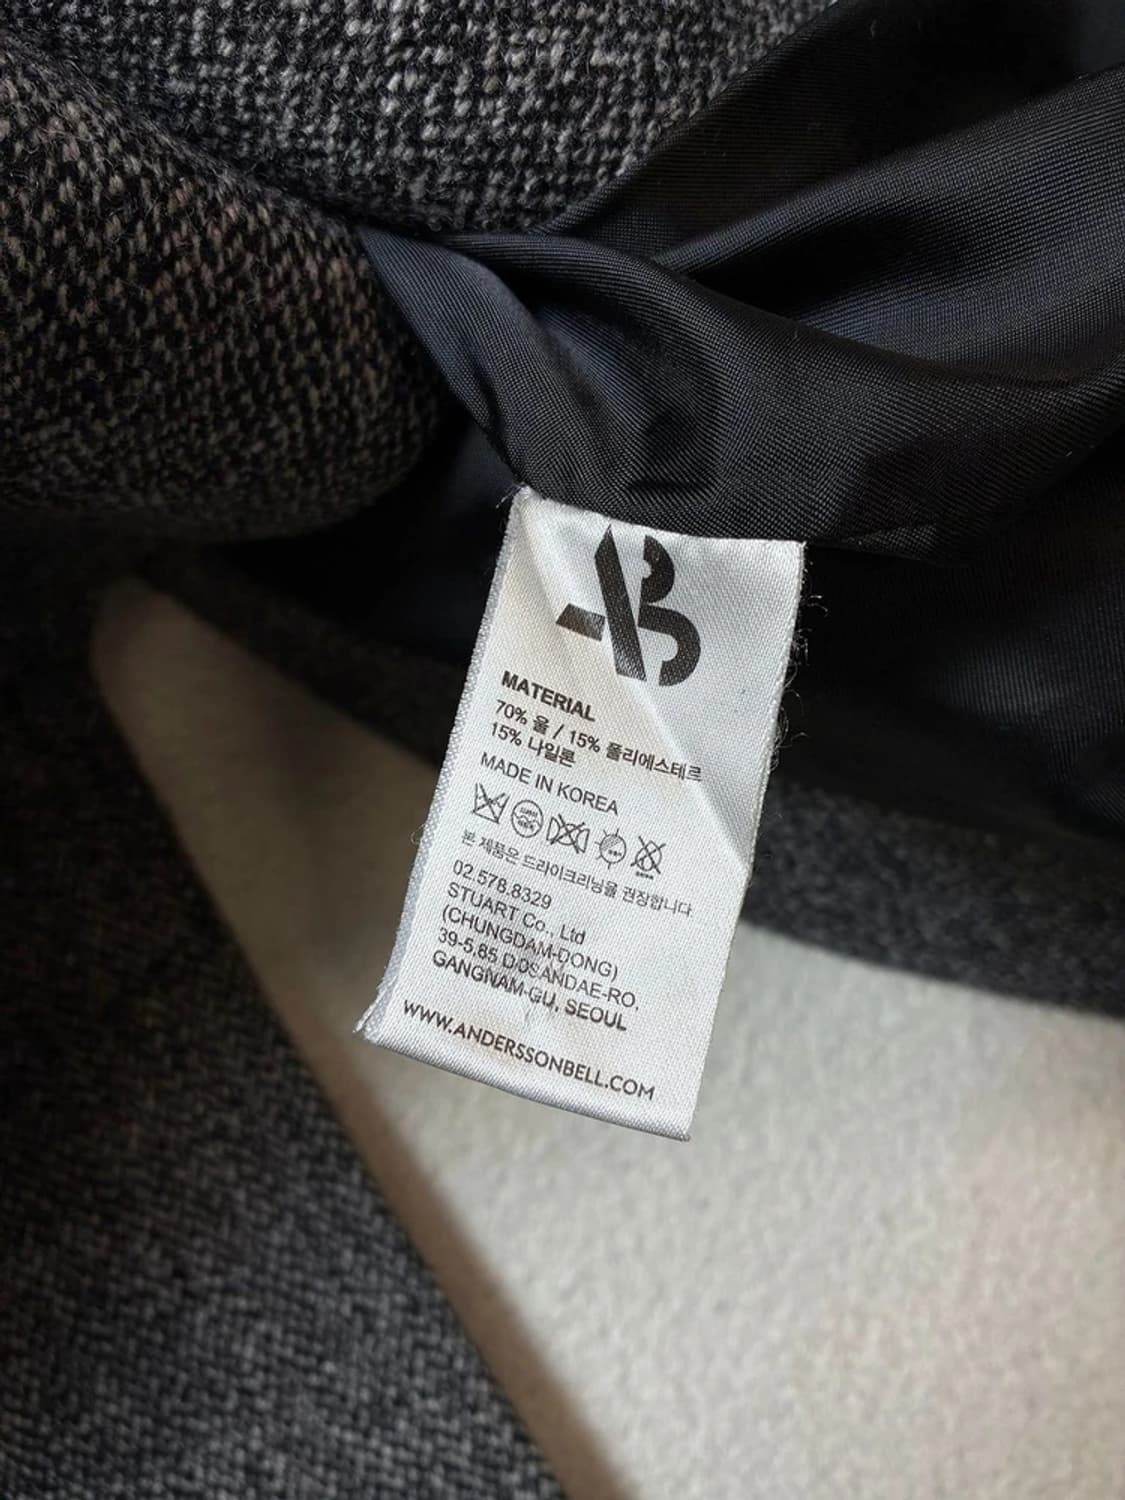 AB
MATERIAL
70% 울 / 15% 폴리에스테르
15% 나일론
MADE IN KOREA
본 제품은 드라이크리닝을 권장합니다
02.578.8329
STUART Co., Ltd
(CHUNGDAM-DONG)
39-5,85 DOSANDAE-RO,
GANGNAM-GU, SEOUL
WWW.ANDERSSONBELL.COM